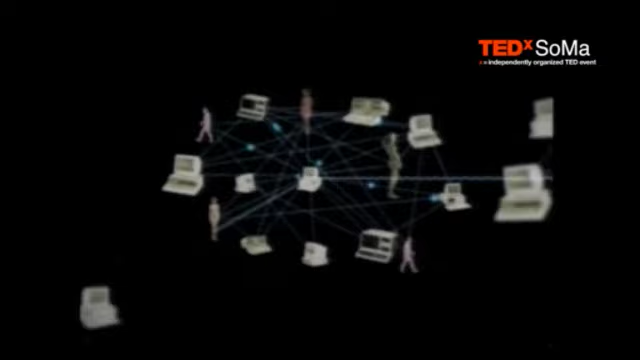 TEDxSoMa
x = independently organized TED event